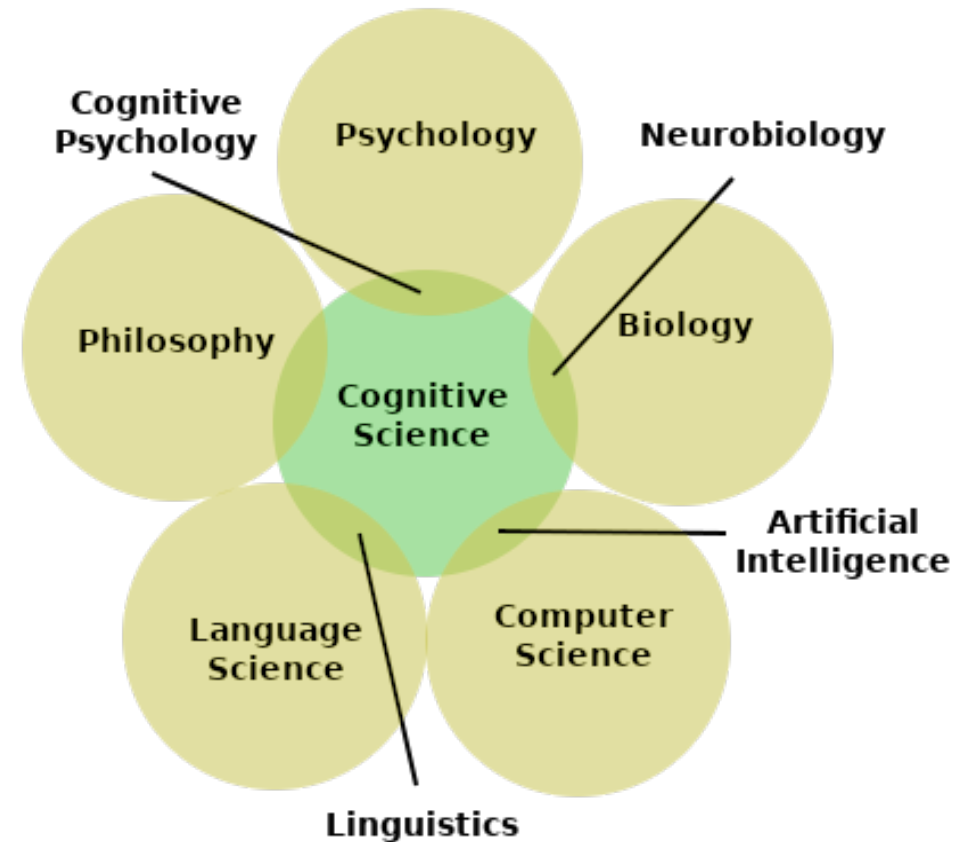 Cognitive
Psychology
Psychology
Neurobiology
Philosophy
Biology
Cognitive
Science
Artificial
Intelligence
Language
Science
Computer
Science
Linguistics